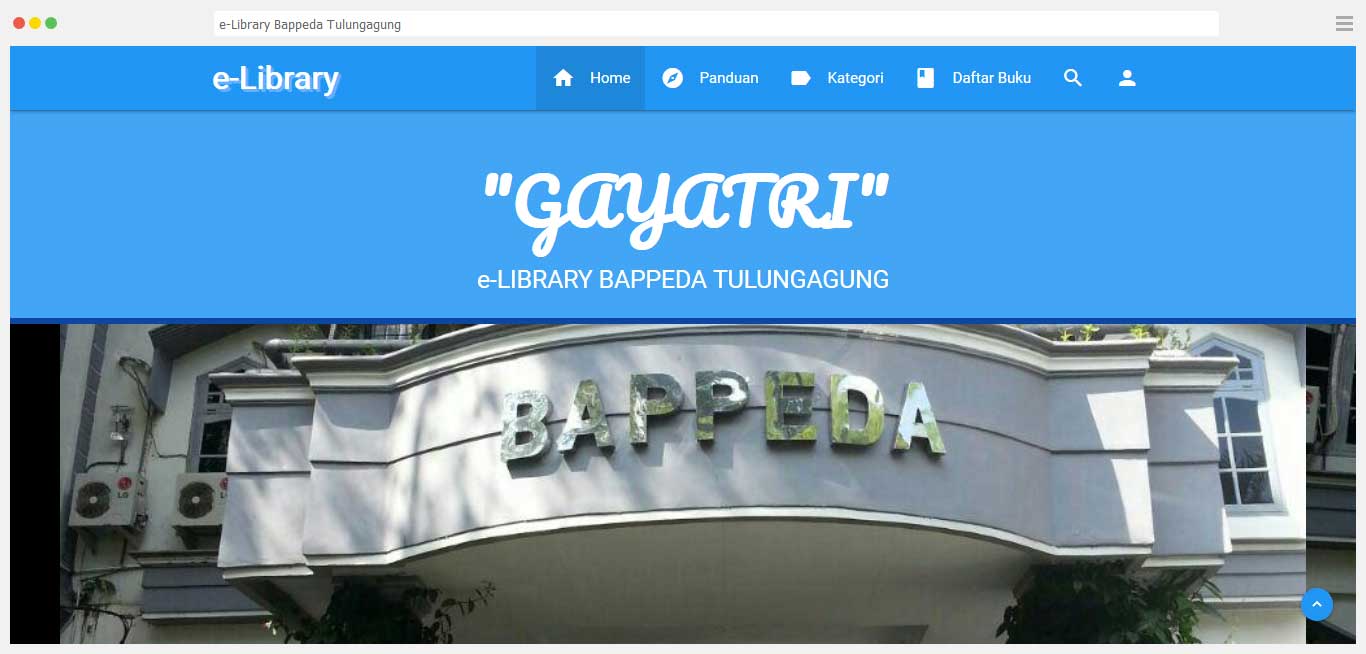 e-Library Bappeda Tulungagung
e-Library
Home
Panduan
Kategori
Daftar Buku
"GAYATRI"
e-LIBRARY BAPPEDA TULUNGAGUNG
BAPPEDA
LG
LG